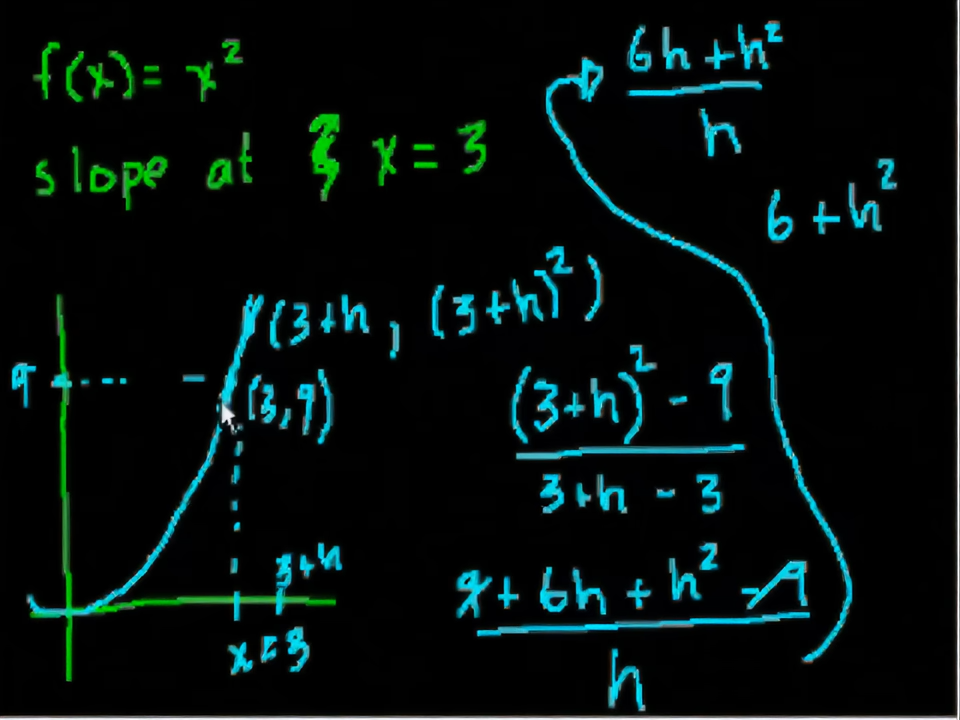 f(x) = x²
slope at x = 3
(3+h, (3+h)²)
9
(3,9)
3+h
x=3
(3+h)² - 9
3+h - 3
9 + 6h + h² - 9
h
6h + h²
h
6 + h²